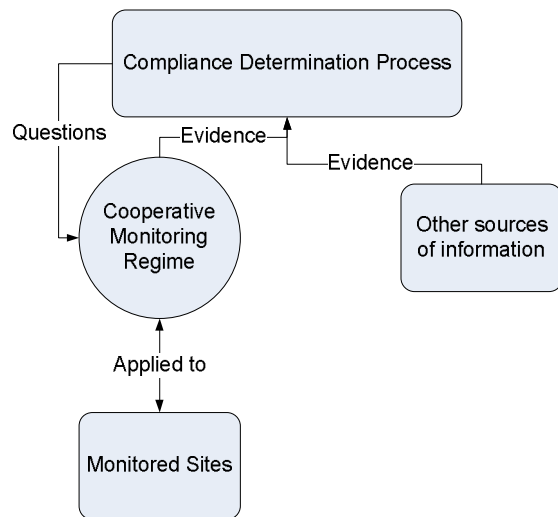 Compliance Determination Process
Questions
Evidence
Evidence
Cooperative
Monitoring
Regime
Other sources
of information
Applied to
Monitored Sites